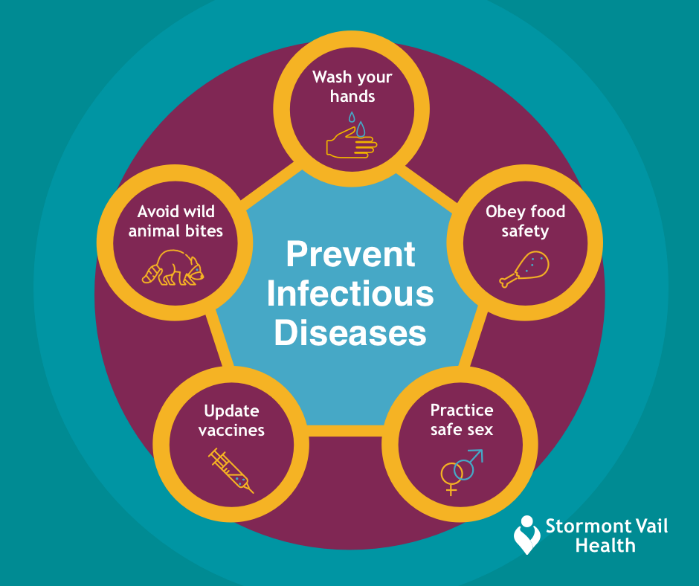 Wash your
hands
Avoid wild
animal bites
Obey food
safety
Prevent
Infectious
Diseases
Update
vaccines
Practice
safe sex
Stormont Vail
Health